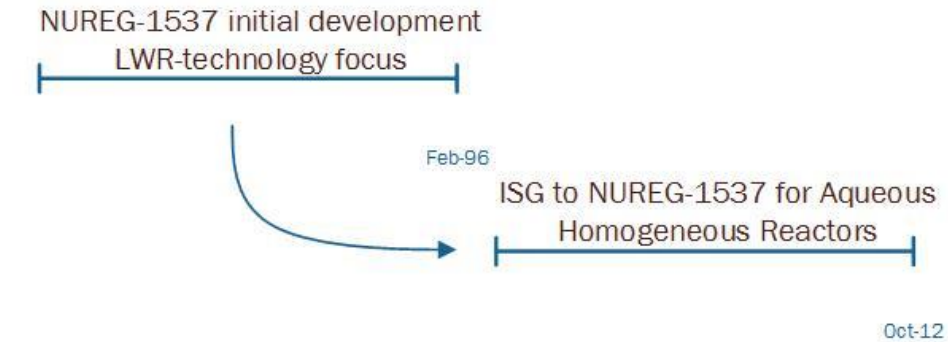 NUREG-1537 initial development
LWR-technology focus
Feb-96
ISG to NUREG-1537 for Aqueous
Homogeneous Reactors
Oct-12